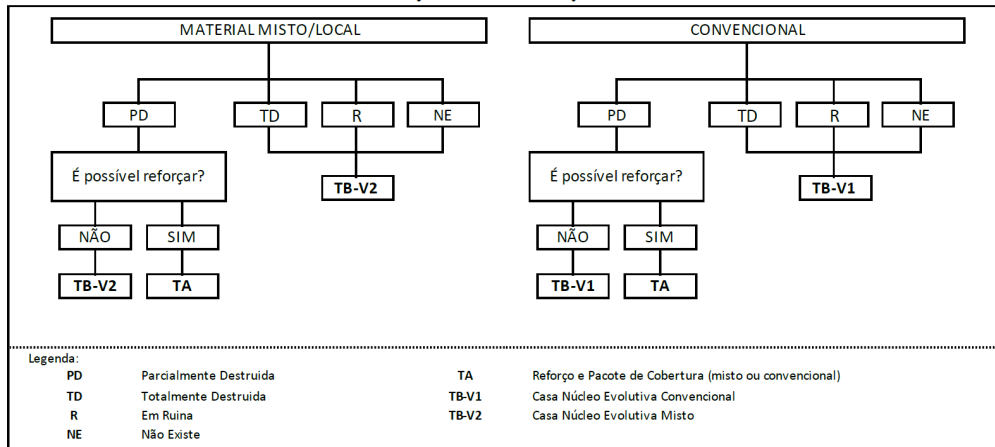 MATERIAL MISTO/LOCAL
CONVENCIONAL
PD
TD
R
NE
PD
TD
R
NE
É possível reforçar?
TB-V2
É possível reforçar?
TB-V1
NÃO
SIM
NÃO
SIM
TB-V2
TA
TB-V1
TA
Legenda:
PD Parcialmente Destruida TA Reforço e Pacote de Cobertura (misto ou convencional)
TD Totalmente Destruida TB-V1 Casa Núcleo Evolutiva Convencional
R Em Ruina TB-V2 Casa Núcleo Evolutiva Misto
NE Não Existe